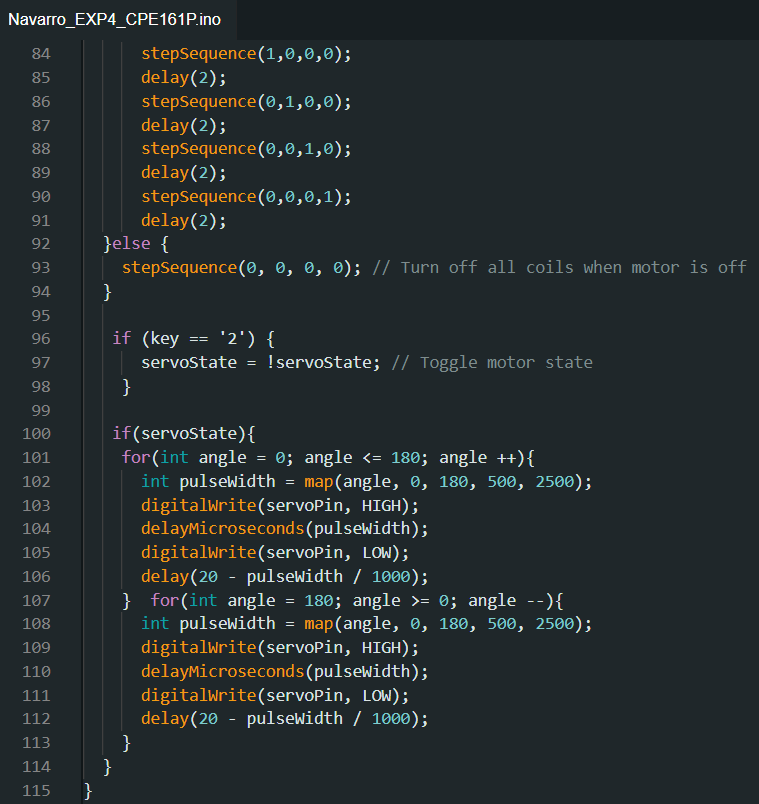 Navarro_EXP4_CPE161P.ino
84 stepSequence(1,0,0,0);
85 delay(2);
86 stepSequence(0,1,0,0);
87 delay(2);
88 stepSequence(0,0,1,0);
89 delay(2);
90 stepSequence(0,0,0,1);
91 delay(2);
92 }else {
93 stepSequence(0, 0, 0, 0); // Turn off all coils when motor is off
94 }
95
96 if (key == '2') {
97 servoState = !servoState; // Toggle motor state
98 }
99
100 if(servoState){
101 for(int angle = 0; angle <= 180; angle ++){
102 int pulseWidth = map(angle, 0, 180, 500, 2500);
103 digitalWrite(servoPin, HIGH);
104 delayMicroseconds(pulseWidth);
105 digitalWrite(servoPin, LOW);
106 delay(20 - pulseWidth / 1000);
107 }  for(int angle = 180; angle >= 0; angle --){
108 int pulseWidth = map(angle, 0, 180, 500, 2500);
109 digitalWrite(servoPin, HIGH);
110 delayMicroseconds(pulseWidth);
111 digitalWrite(servoPin, LOW);
112 delay(20 - pulseWidth / 1000);
113 }
114 }
115 }